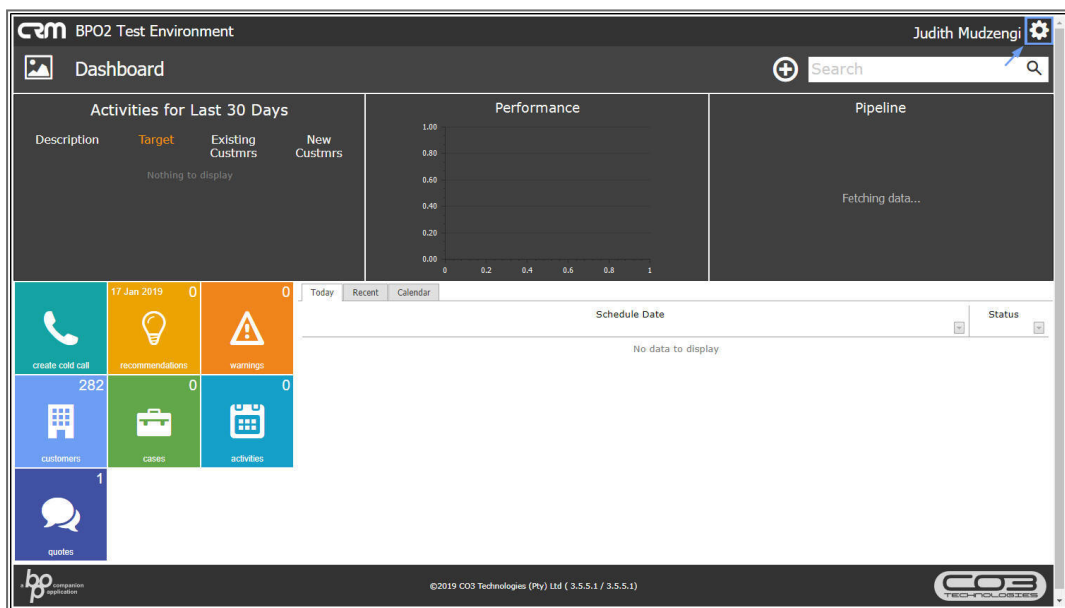 CRM BPO2 Test Environment
Judith Mudzengi
Dashboard
Search
Activities for Last 30 Days
Description
Target
Existing
Custmrs
New
Custmrs
Nothing to display
Performance
1.00
0.80
0.60
0.40
0.20
0.00
0 0.2 0.4 0.6 0.8 1
Pipeline
Fetching data...
create cold call
17 Jan 2019 0
recommendations
0
warnings
282
customers
0
cases
0
activities
1
quotes
Today Recent Calendar
Schedule Date
Status
No data to display
bpo companion
application
©2019 CO3 Technologies (Pty) Ltd ( 3.5.5.1 / 3.5.5.1)
CO3
TECHNOLOGIES